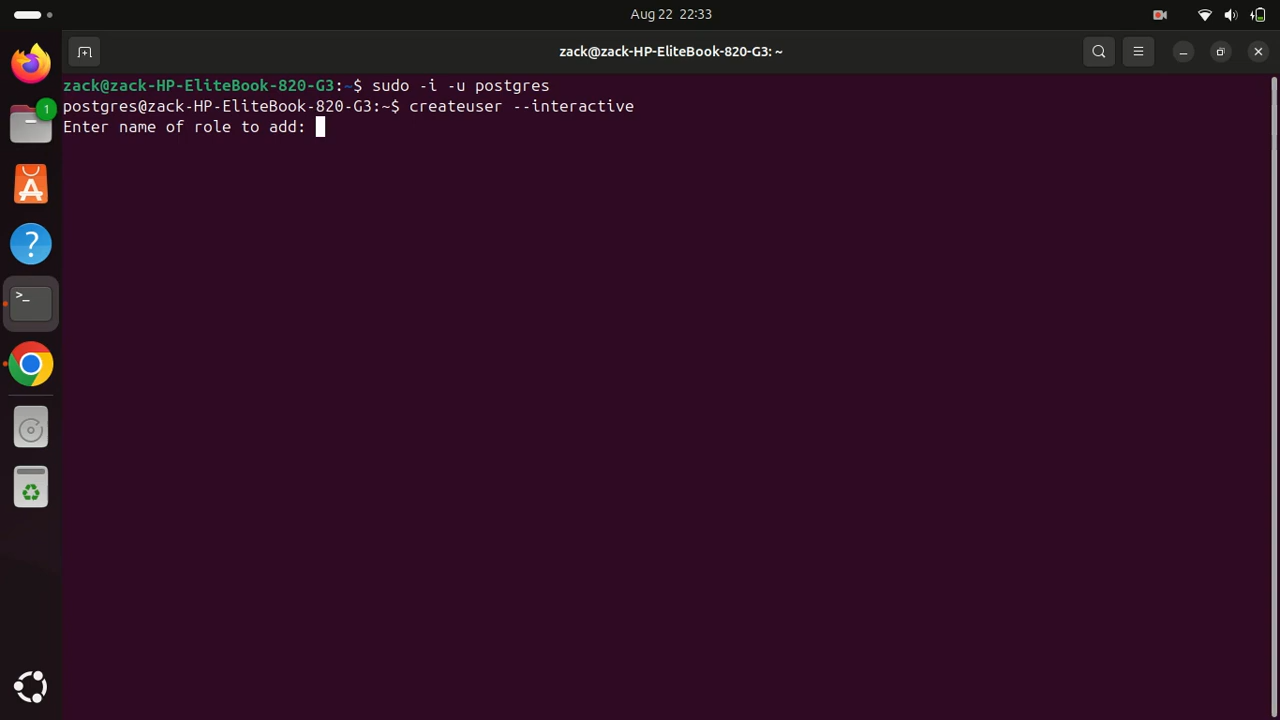 Aug 22 22:33
zack@zack-HP-EliteBook-820-G3: ~
zack@zack-HP-EliteBook-820-G3:~$ sudo -i -u postgres
postgres@zack-HP-EliteBook-820-G3:~$ createuser --interactive
Enter name of role to add:
1